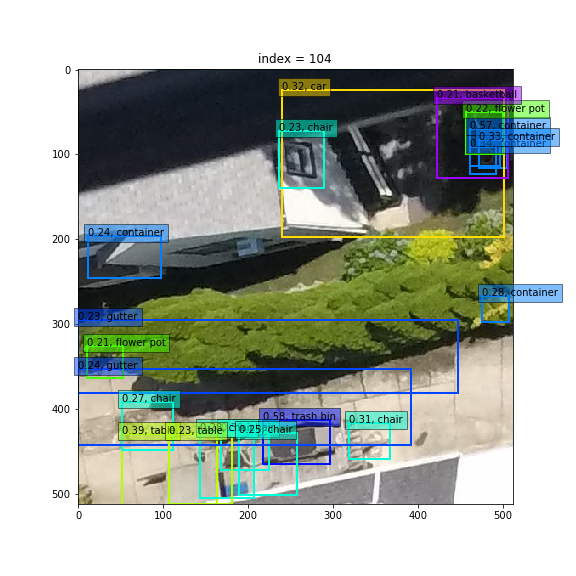 index = 104
0
100
200
300
400
500
0 100 200 300 400 500
0.32, car
0.21, basketball
0.22, flower pot
0.23, chair
0.57, container
0.33, container
0.24, container
0.28, container
0.23, gutter
0.21, flower pot
0.24, gutter
0.27, chair
0.58, trash bin
0.31, chair
0.39, tab
0.23, table
0.25, chair